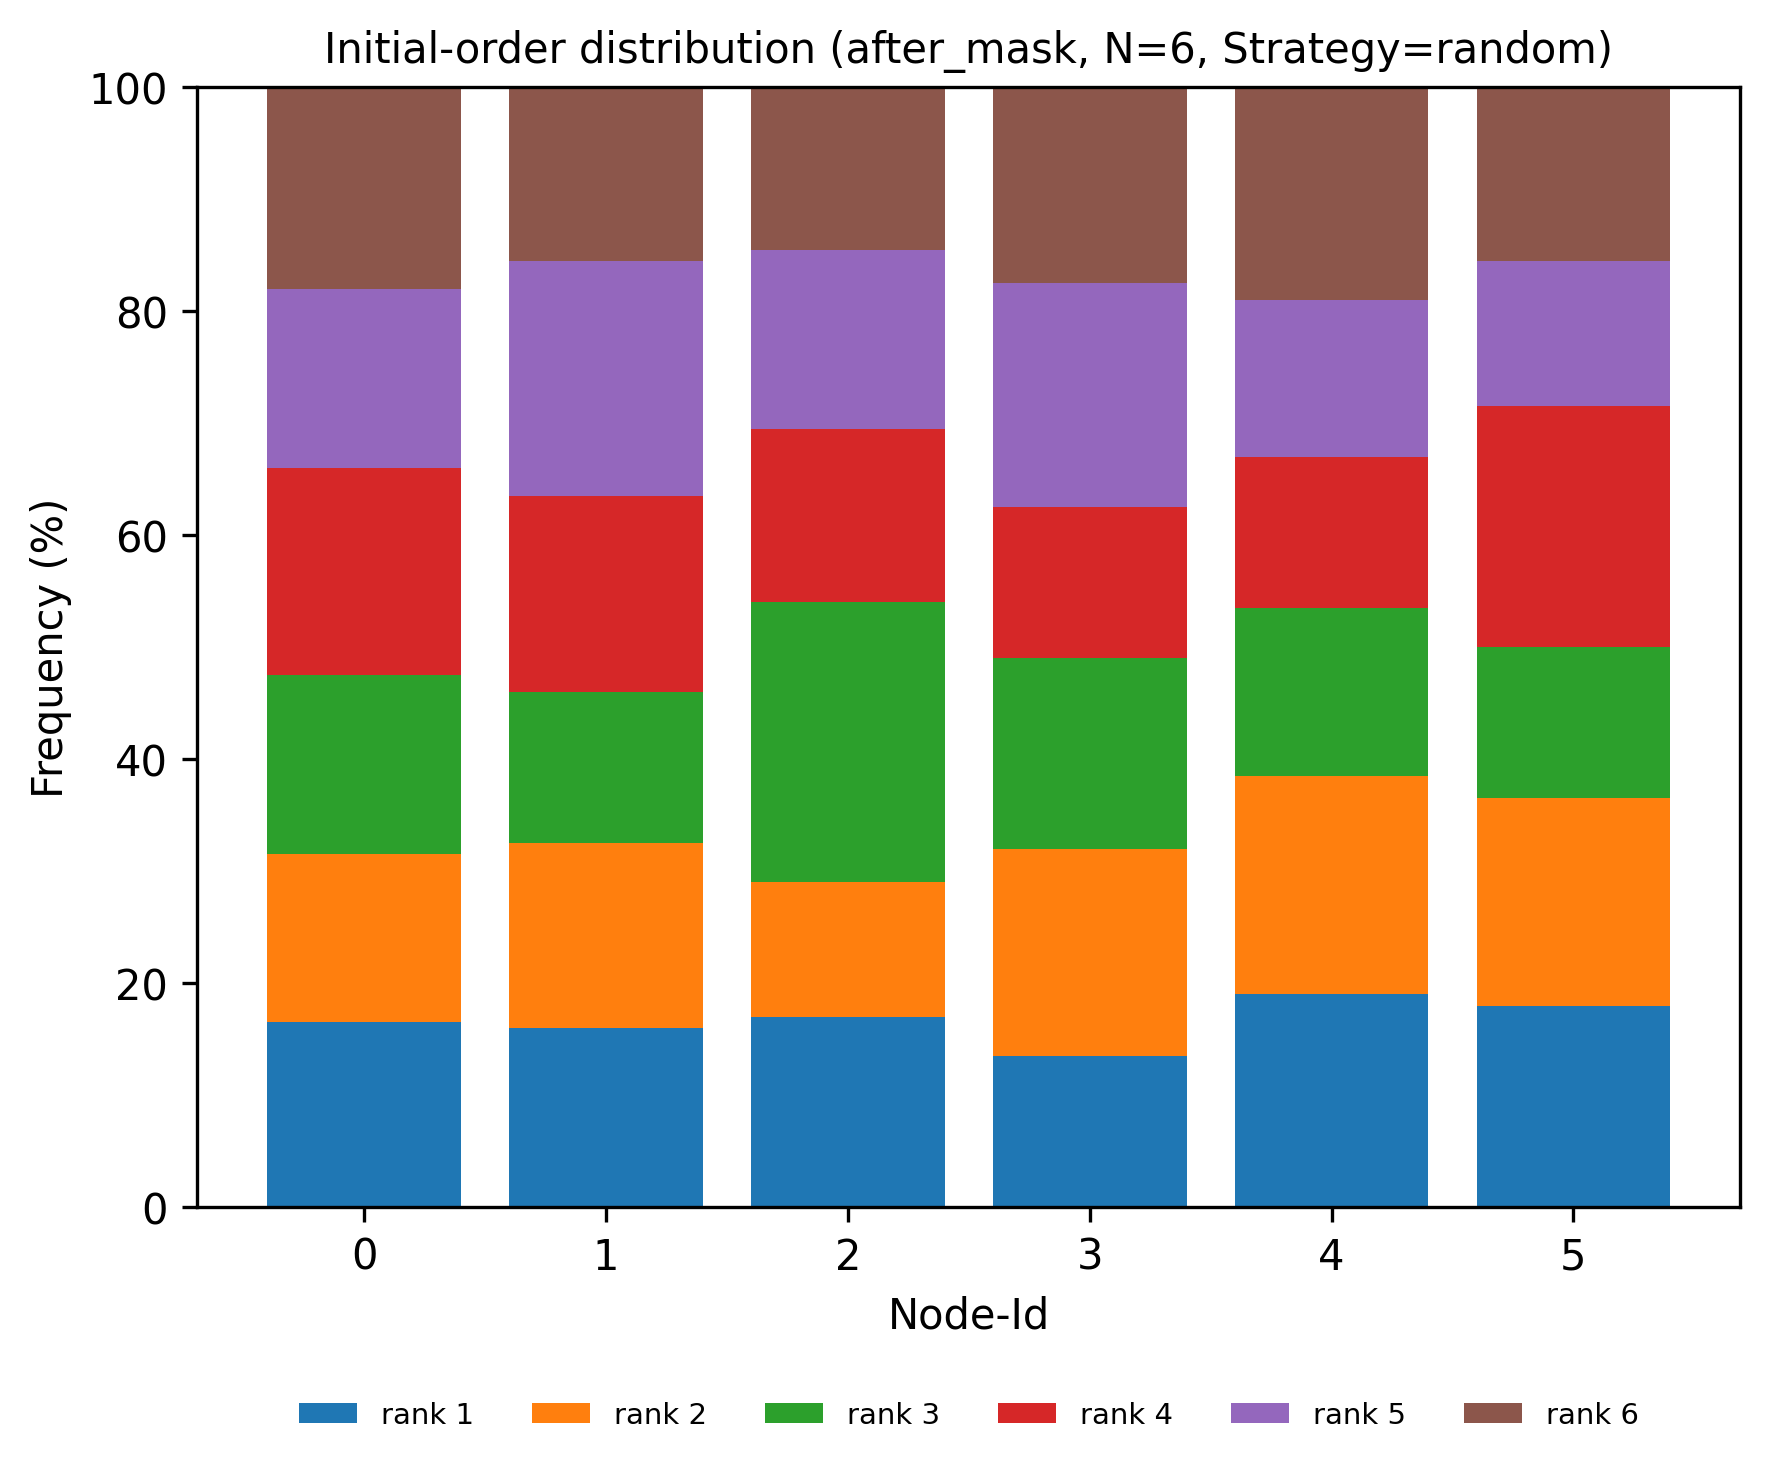 Initial-order distribution (after_mask, N=6, Strategy=random)
100
80
60
40
20
0
Frequency (%)
0 1 2 3 4 5
Node-Id
rank 1 rank 2 rank 3 rank 4 rank 5 rank 6